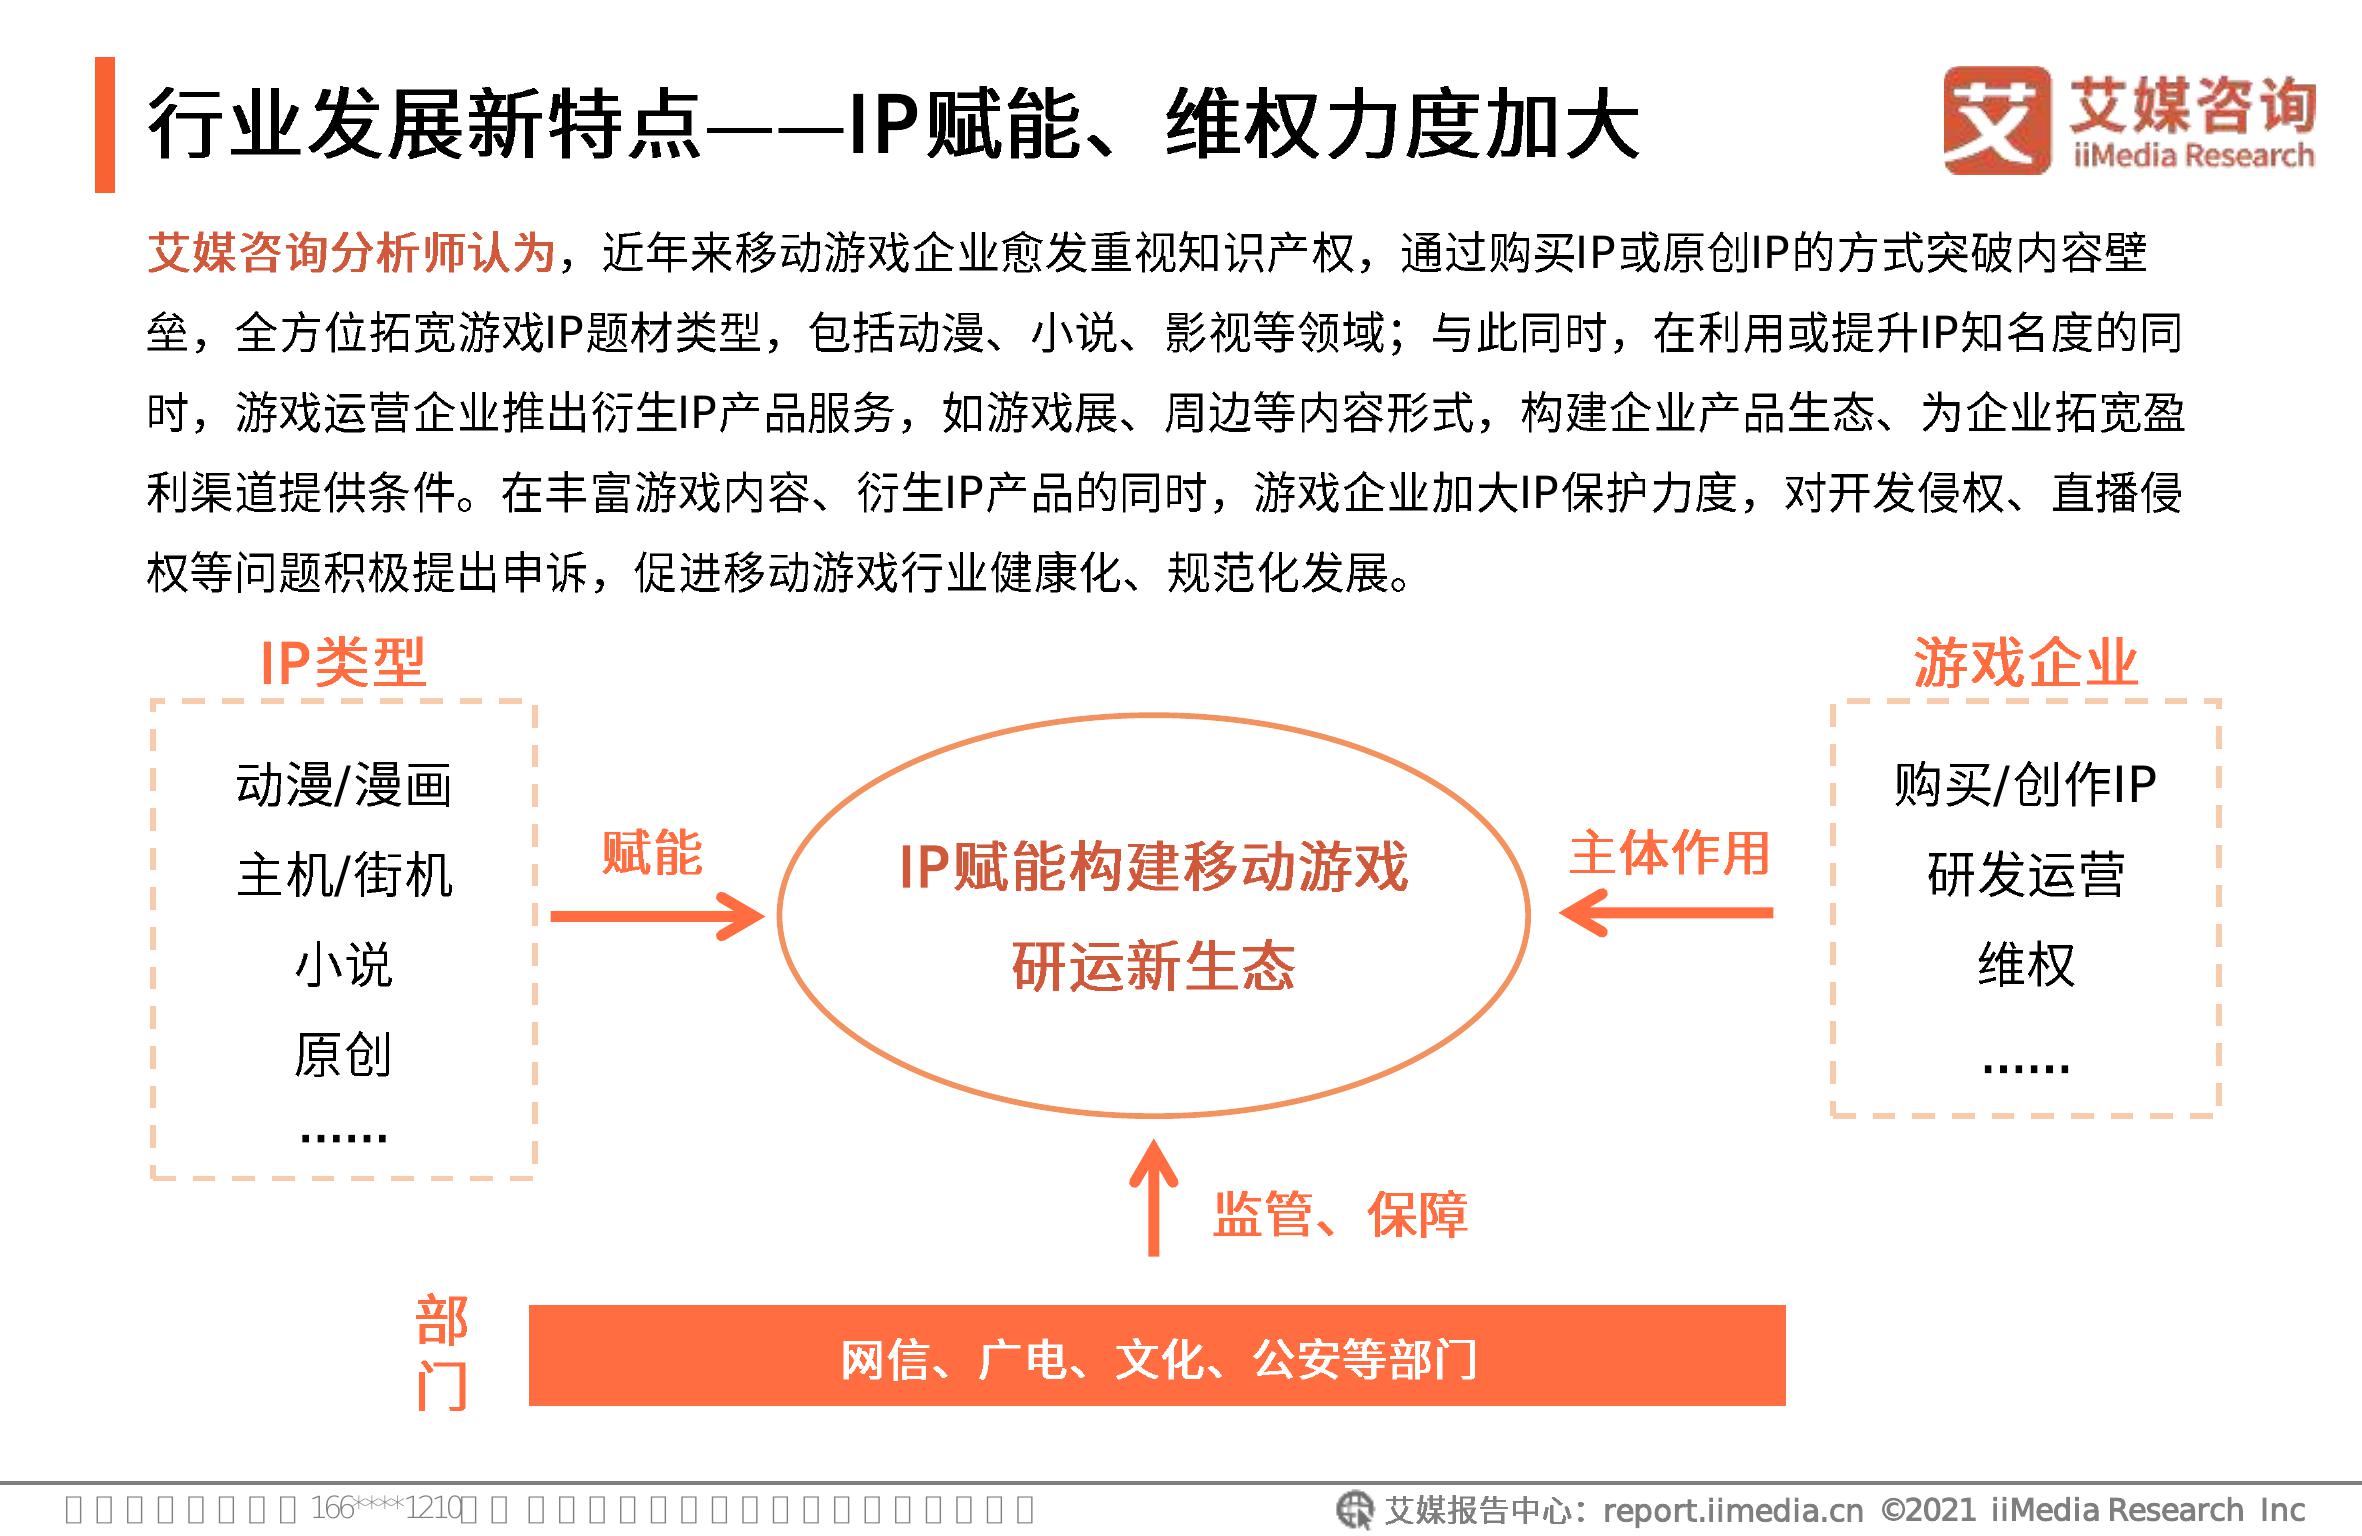 行业发展新特点——IP赋能、维权力度加大
艾媒咨询
iiMedia Research
艾媒咨询分析师认为，近年来移动游戏企业愈发重视知识产权，通过购买IP或原创IP的方式突破内容壁
垒，全方位拓宽游戏IP题材类型，包括动漫、小说、影视等领域；与此同时，在利用或提升IP知名度的同
时，游戏运营企业推出衍生IP产品服务，如游戏展、周边等内容形式，构建企业产品生态、为企业拓宽盈
利渠道提供条件。在丰富游戏内容、衍生IP产品的同时，游戏企业加大IP保护力度，对开发侵权、直播侵
权等问题积极提出申诉，促进移动游戏行业健康化、规范化发展。
IP类型
动漫/漫画
主机/街机
小说
原创
……
赋能
IP赋能构建移动游戏
研运新生态
主体作用
游戏企业
购买/创作IP
研发运营
维权
……
监管、保障
部
门
网信、广电、文化、公安等部门
166****1210
艾媒报告中心：report.iimedia.cn ©2021 iiMedia Research Inc